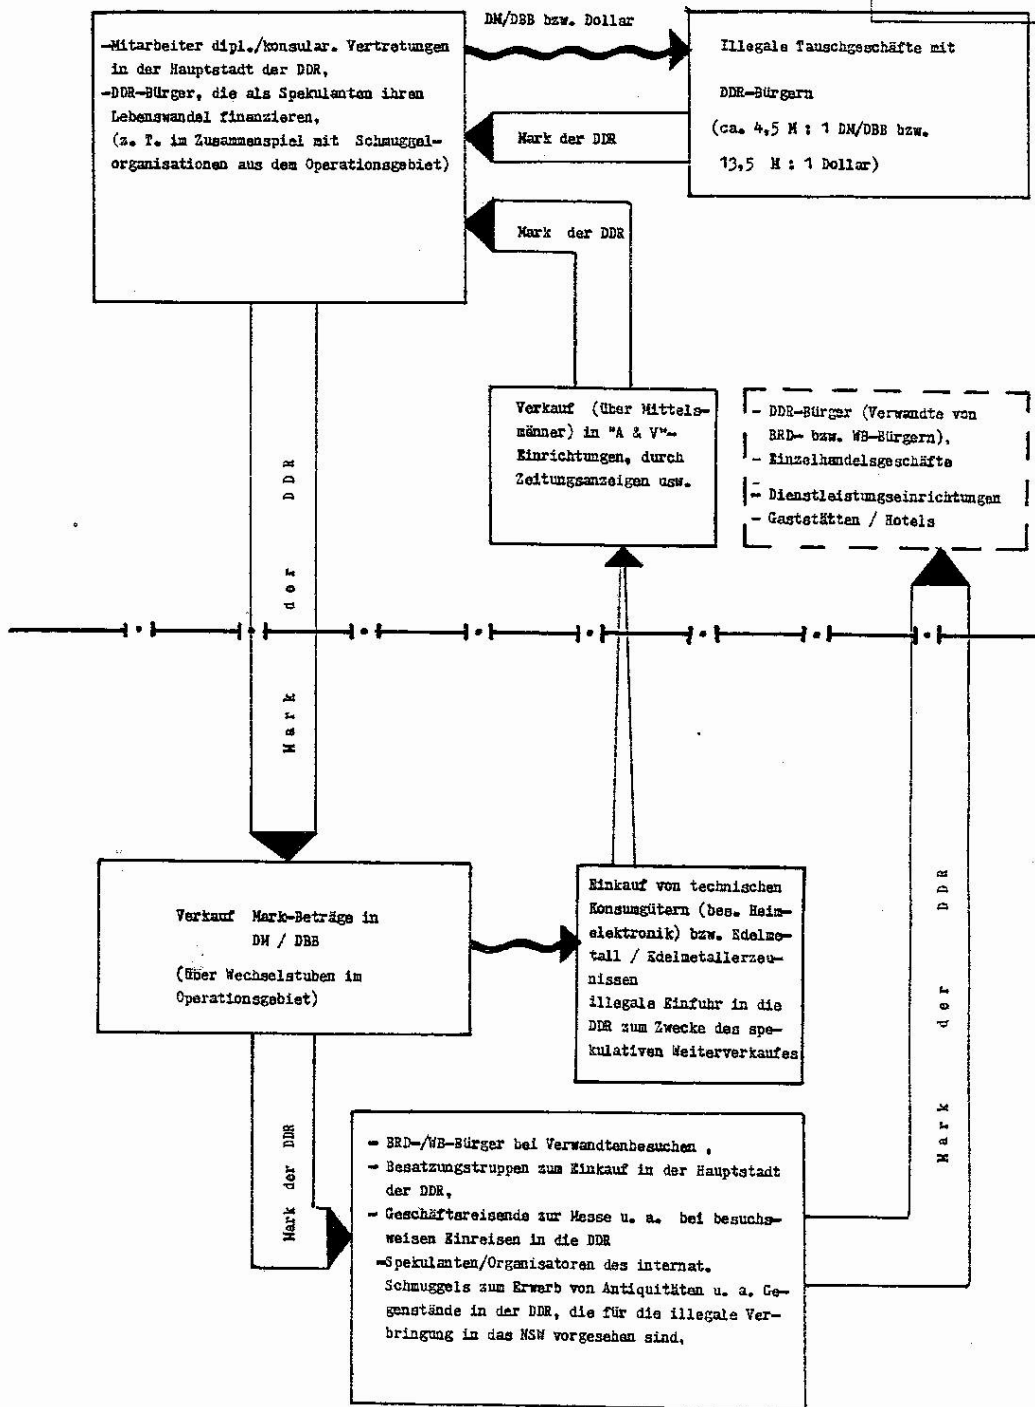 DM/DBB bzw. Dollar
-Mitarbeiter dipl./konsular. Vertretungen
in der Hauptstadt der DDR,
-DDR-Bürger, die als Spekulanten ihren
Lebenswandel finanzieren,
(z. T. im Zusammenspiel mit Schmuggel-
organisationen aus dem Operationsgebiet)
Illegale Tauschgeschäfte mit
DDR-Bürgern
(ca. 4,5 M : 1 DM/DBB bzw.
13,5 M : 1 Dollar)
Mark der DDR
Mark der DDR
Verkauf (über Mittels-
männer) in "A & V"-
Einrichtungen, durch
Zeitungsanzeigen usw.
- DDR-Bürger (Verwandte von
BRD- bzw. WB-Bürgern),
- Einzelhandelsgeschäfte
- Dienstleistungseinrichtungen
- Gaststätten / Hotels
Mark der DDR
Verkauf Mark-Beträge in
DM / DBB
(über Wechselstuben im
Operationsgebiet)
Einkauf von technischen
Konsumgütern (bes. Heim-
elektronik) bzw. Edelme-
tall / Edelmetallerzeu-
nissen
illegale Einfuhr in die
DDR zum Zwecke des spe-
kulativen Weiterverkaufes
Mark der DDR
Mark der DDR
- BRD-/WB-Bürger bei Verwandtenbesuchen ,
- Besatzungstruppen zum Einkauf in der Hauptstadt
der DDR,
- Geschäftsreisende zur Messe u. a. bei besuchs-
weisen Einreisen in die DDR
-Spekulanten/Organisatoren des internat.
Schmuggels zum Erwerb von Antiquitäten u. a. Ge-
genstände in der DDR, die für die illegale Ver-
bringung in das NSW vorgesehen sind.